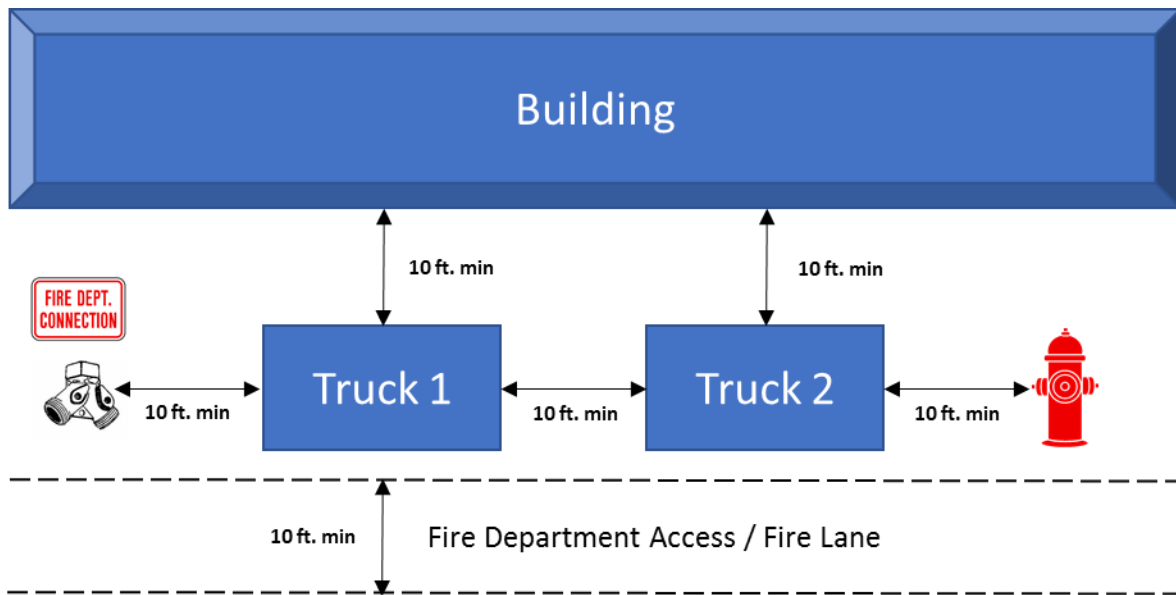 Building
10 ft. min
10 ft. min
FIRE DEPT.
CONNECTION
Truck 1
Truck 2
10 ft. min
10 ft. min
10 ft. min
10 ft. min
Fire Department Access / Fire Lane